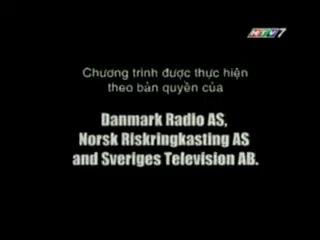 HTV7
Chương trình được thực hiện
theo bản quyền của
Danmark Radio AS,
Norsk Riskringkasting AS
and Sveriges Television AB.